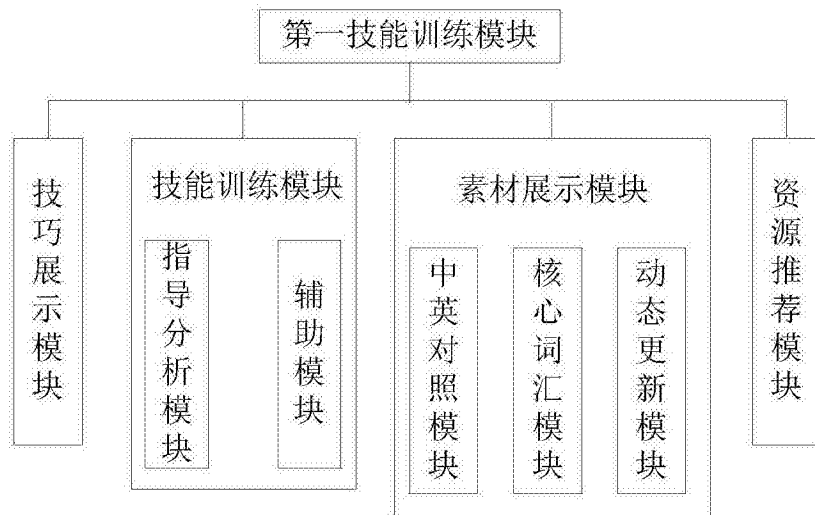 第一技能训练模块
技巧展示模块
技能训练模块
指导分析模块
辅助模块
素材展示模块
中英对照模块
核心词汇模块
动态更新模块
资源推荐模块